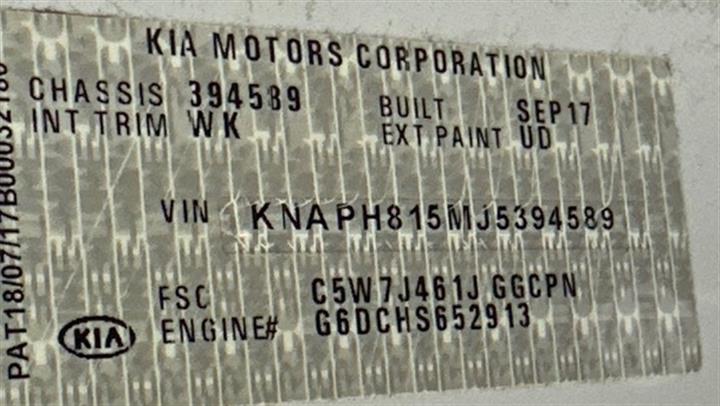 KIA MOTORS CORPORATION
CHASSIS 394589 BUILT SEP17
INT TRIM WK EXT PAINT UD
VIN KNAPH815MJ5394589
FSC C5W7J461J GGCPN
ENGINE# G6DCHS652913
KIA